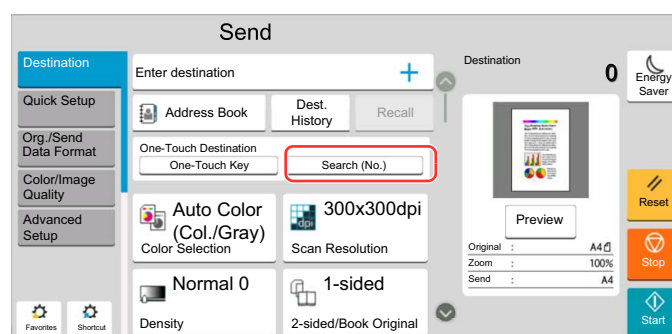 Send
Destination
Quick Setup
Org./Send
Data Format
Color/Image
Quality
Advanced
Setup
Favorites
Shortcut
Enter destination
Address Book
Dest.
History
Recall
One-Touch Destination
One-Touch Key
Search (No.)
Auto Color
(Col./Gray)
Color Selection
300x300dpi
dpi
Scan Resolution
Normal 0
Density
1-sided
2-sided/Book Original
Destination
0
Preview
Original : A4
Zoom : 100%
Send : A4
Energy
Saver
Reset
Stop
Start